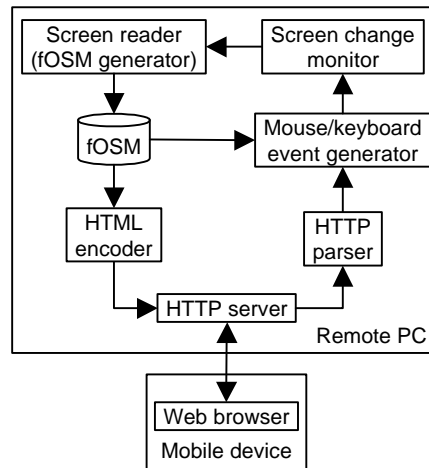 Screen reader
(fOSM generator)
Screen change
monitor
fOSM
Mouse/keyboard
event generator
HTML
encoder
HTTP
parser
HTTP server
Remote PC
Web browser
Mobile device